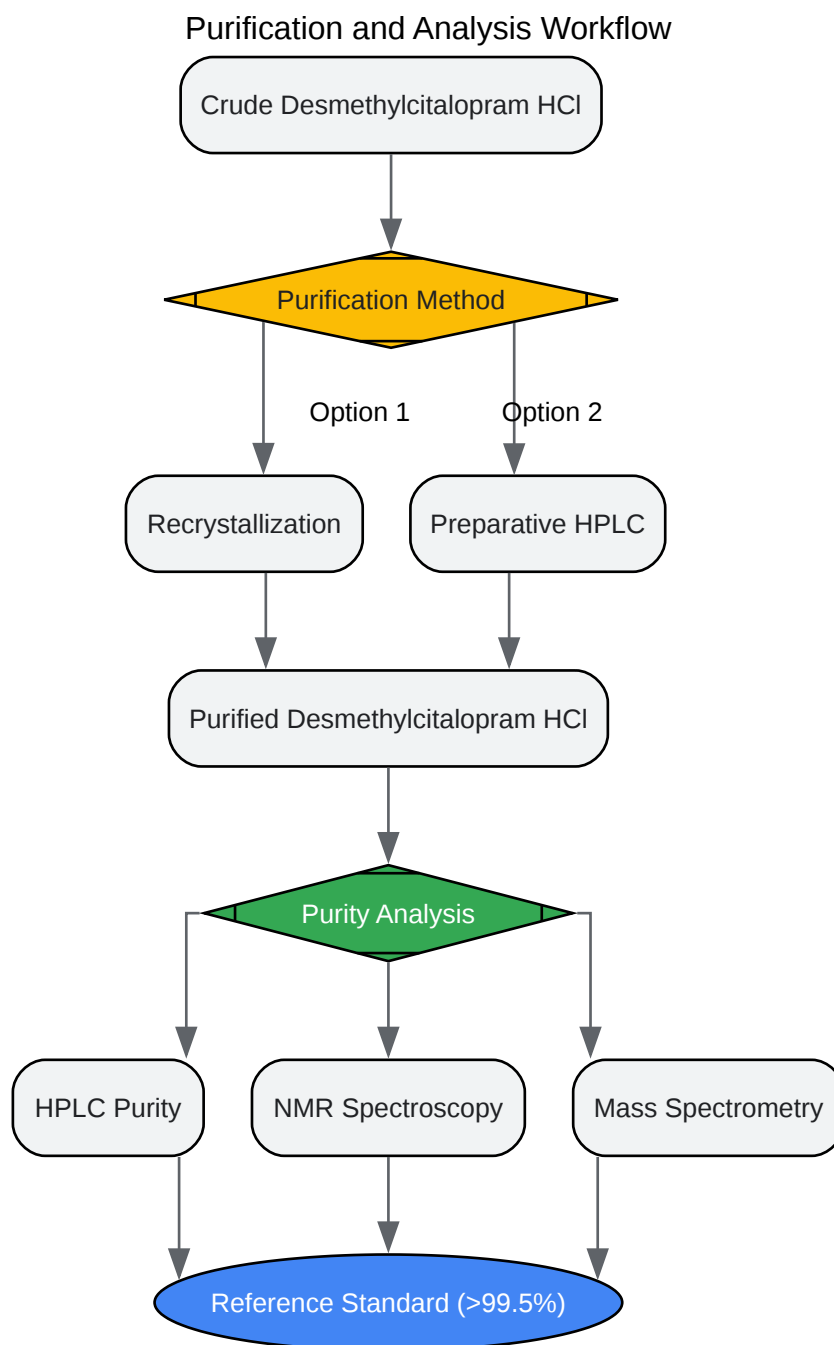 Purification and Analysis Workflow
Crude Desmethylcitalopram HCl
Purification Method
Option 1
Option 2
Recrystallization
Preparative HPLC
Purified Desmethylcitalopram HCl
Purity Analysis
HPLC Purity
NMR Spectroscopy
Mass Spectrometry
Reference Standard (>99.5%)